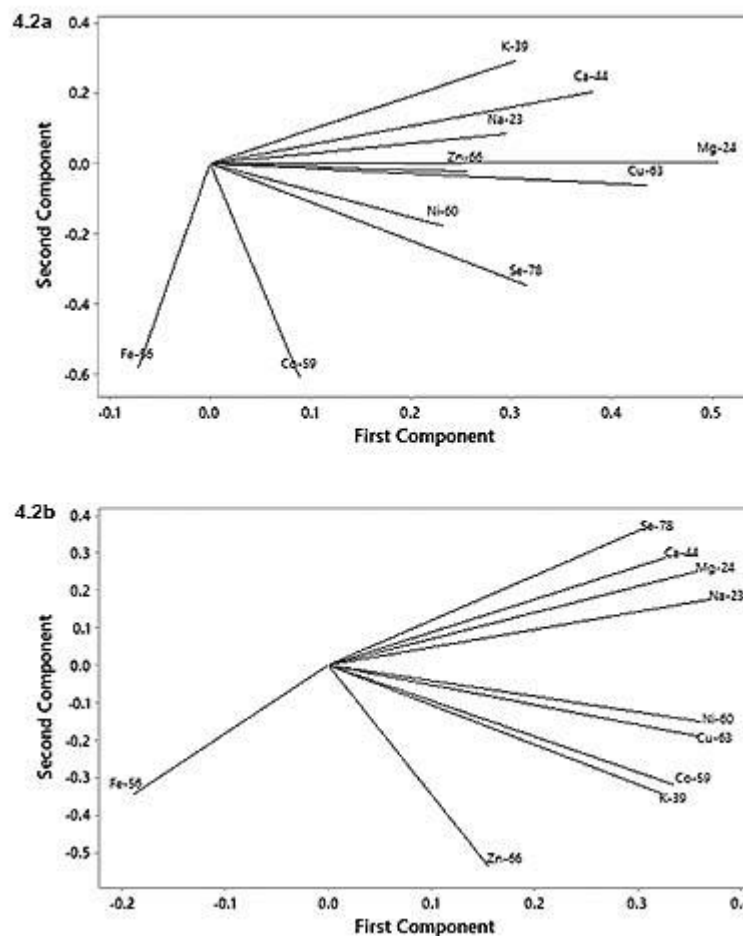 4.2a
0.4
0.2
0.0
-0.2
-0.4
-0.6
Second Component
K-39
Ca-44
Na-23
Zn-66
Mg-24
Cu-63
Ni-60
Se-78
Fe-56
Co-59
-0.1 0.0 0.1 0.2 0.3 0.4 0.5
First Component
4.2b
0.4
0.3
0.2
0.1
0.0
-0.1
-0.2
-0.3
-0.4
-0.5
Second Component
Se-78
Ca-44
Mg-24
Na-23
Ni-60
Cu-63
Co-59
K-39
Fe-56
Zn-66
-0.2 -0.1 0.0 0.1 0.2 0.3
First Component